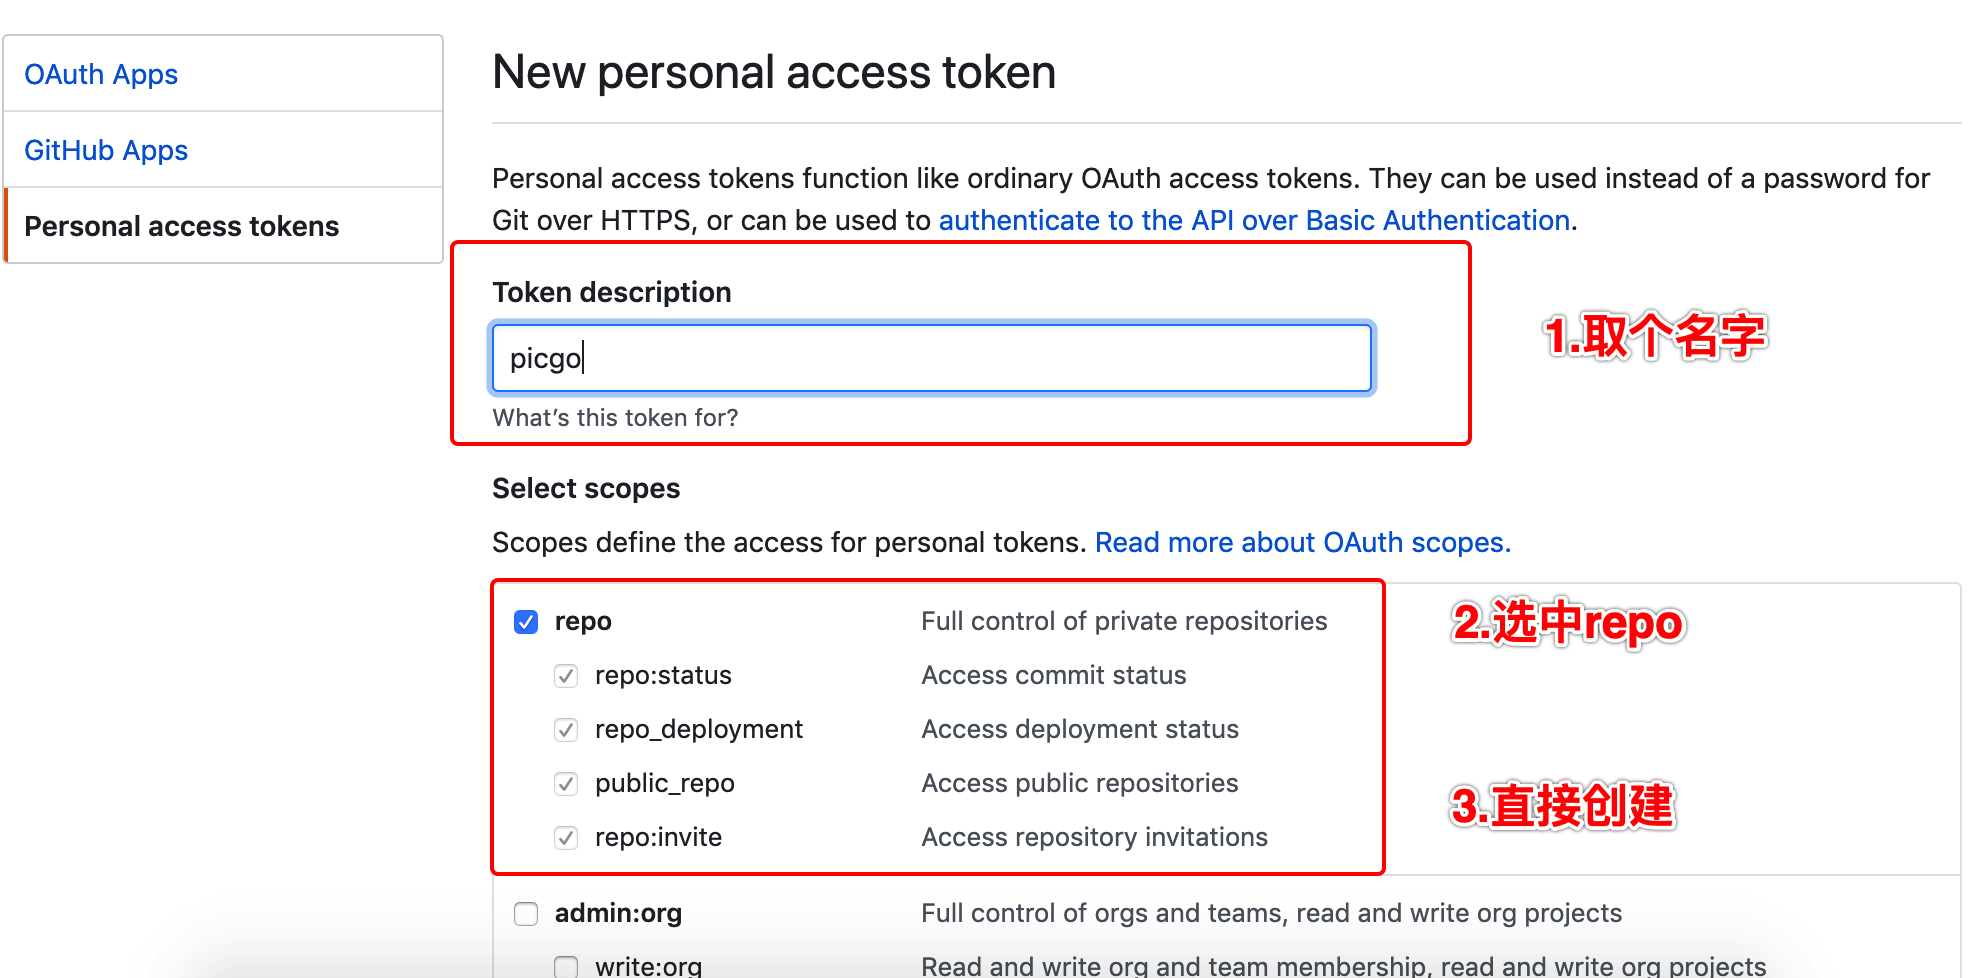 OAuth Apps
GitHub Apps
Personal access tokens
New personal access token
Personal access tokens function like ordinary OAuth access tokens. They can be used instead of a password for
Git over HTTPS, or can be used to authenticate to the API over Basic Authentication.
Token description
picgo
What's this token for?
1.取个名字
Select scopes
Scopes define the access for personal tokens. Read more about OAuth scopes.
repo Full control of private repositories
2.选中repo
repo:status Access commit status
repo_deployment Access deployment status
public_repo Access public repositories
3.直接创建
repo:invite Access repository invitations
admin:org Full control of orgs and teams, read and write org projects
write:org Read and write org and team membership, read and write org projects